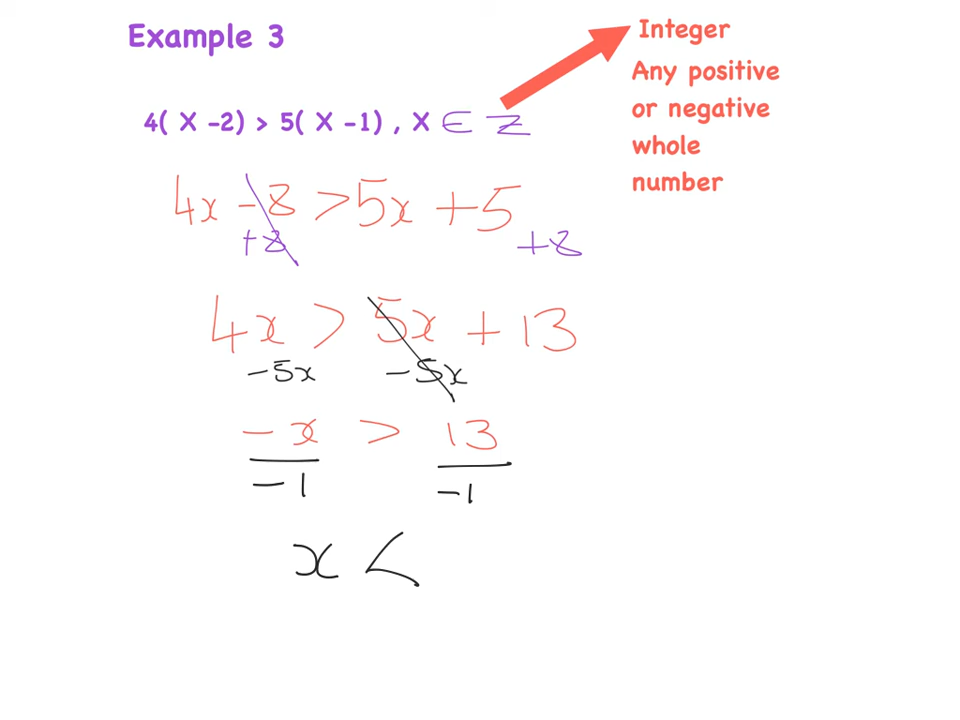 Example 3
Integer
Any positive
or negative
whole
number
4( X -2) > 5( X -1) , X ∈ Z
4x - 8 > 5x + 5
+8 +8
4x > 5x + 13
-5x -5x
-x > 13
-1 -1
x <